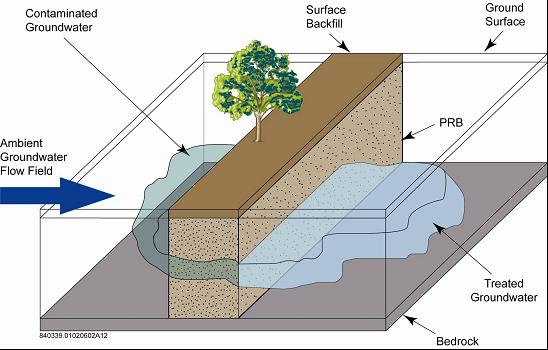 Contaminated
Groundwater
Surface
Backfill
Ground
Surface
PRB
Ambient
Groundwater
Flow Field
Treated
Groundwater
840339.01020602A12
Bedrock